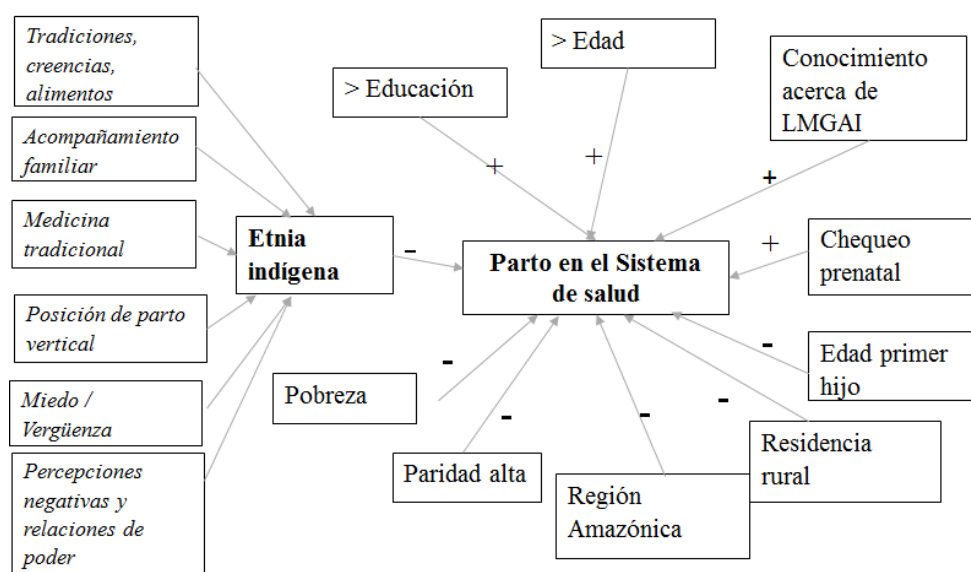 Tradiciones,
creencias,
alimentos
> Educación
> Edad
Conocimiento
acerca de
LMGAI
Acompañamiento
familiar
+
+
+
Medicina
tradicional
Etnia
indígena
-
Parto en el Sistema
de salud
+
Chequeo
prenatal
Posición de parto
vertical
Pobreza
-
-
Edad primer
hijo
Miedo /
Vergüenza
Paridad alta
-
-
-
Residencia
rural
Percepciones
negativas y
relaciones de
poder
Región
Amazónica